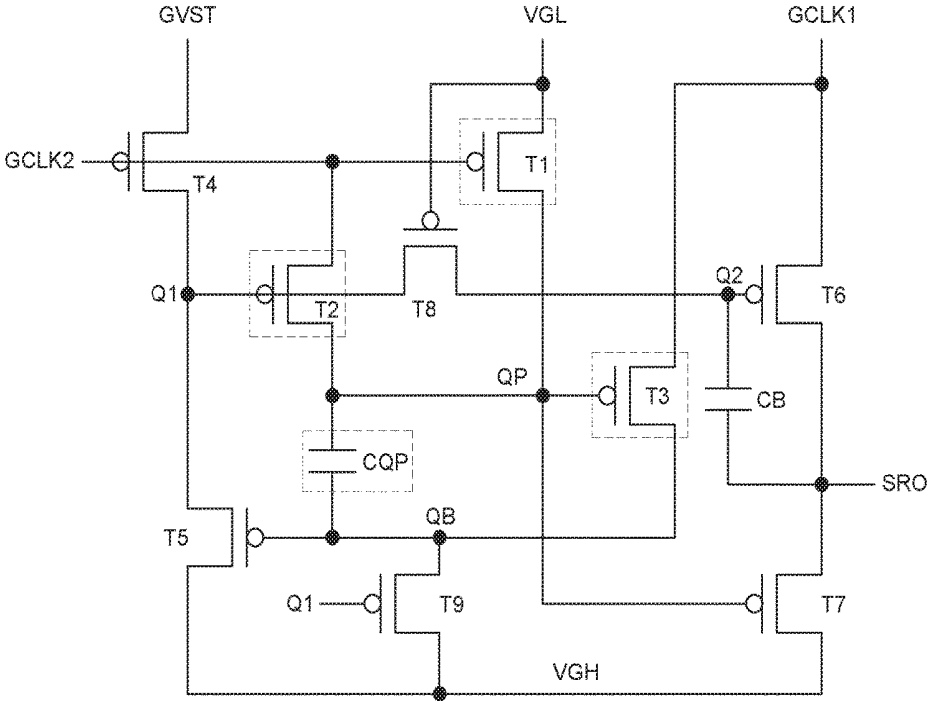 GVST
VGL
GCLK1
GCLK2
T4
T1
Q1
T2
T8
Q2
T6
QP
T3
CB
CQP
SRO
T5
QB
Q1
T9
T7
VGH